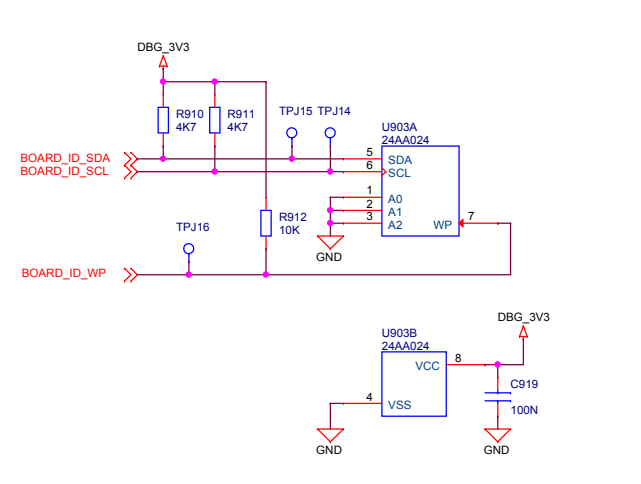 DBG_3V3
R910
4K7
R911
4K7
TPJ15 TPJ14
U903A
24AA024
BOARD_ID_SDA
BOARD_ID_SCL
5
6
SDA
SCL
1
2
3
A0
A1
A2
WP
7
GND
R912
10K
TPJ16
BOARD_ID_WP
DBG_3V3
U903B
24AA024
VCC
8
C919
100N
4
VSS
GND
GND